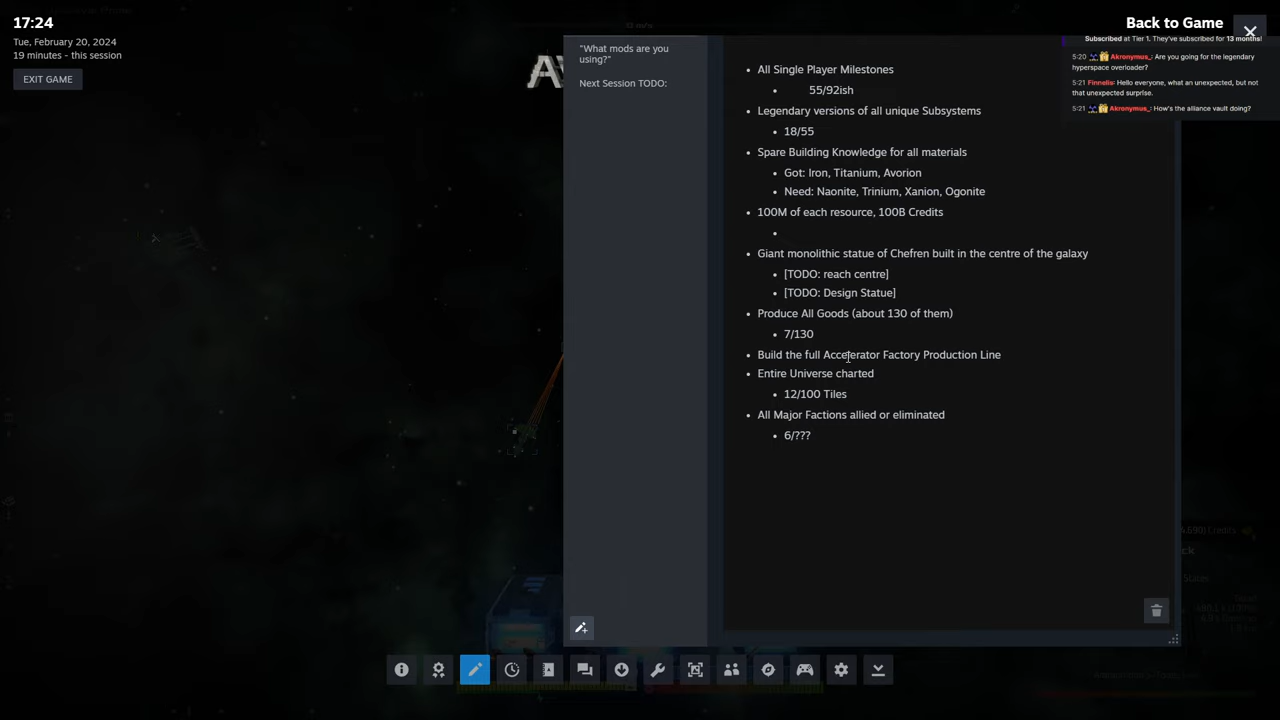 17:24
Tue, February 20, 2024
19 minutes - this session
EXIT GAME
Back to Game
"What mods are you
using?"
Next Session TODO:
• All Single Player Milestones
• 55/92ish
• Legendary versions of all unique Subsystems
• 18/55
• Spare Building Knowledge for all materials
• Got: Iron, Titanium, Avorion
• Need: Naonite, Trinium, Xanion, Ogonite
• 100M of each resource, 100B Credits
•
• Giant monolithic statue of Chefren built in the centre of the galaxy
• [TODO: reach centre]
• [TODO: Design Statue]
• Produce All Goods (about 130 of them)
• 7/130
• Build the full Accelerator Factory Production Line
• Entire Universe charted
• 12/100 Tiles
• All Major Factions allied or eliminated
• 6/???
Subscribed at Tier 1. They've subscribed for 13 months!
5:20 Akronymus_: Are you going for the legendary
hyperspace overloader?
5:21 Finnelis: Hello everyone, what an unexpected, but not
that unexpected surprise.
5:21 Akronymus_: How's the alliance vault doing?